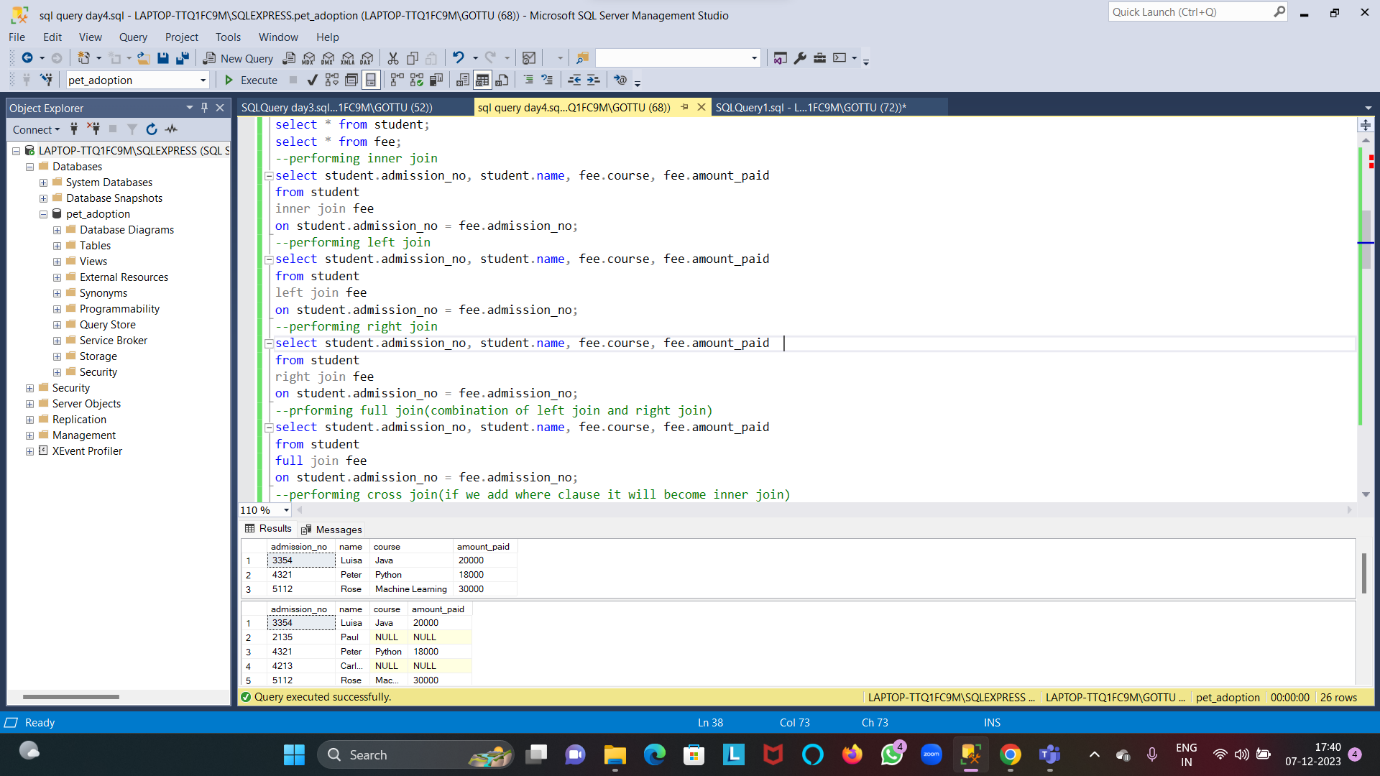 sql query day4.sql - LAPTOP-TTQ1FC9M\SQLEXPRESS.pet_adoption (LAPTOP-TTQ1FC9M\GOTTU (68)) - Microsoft SQL Server Management Studio
Quick Launch (Ctrl+Q)
File Edit View Query Project Tools Window Help
New Query
MDX DMX XMLA DAX
pet_adoption Execute
Object Explorer
SQLQuery day3.sql...1FC9M\GOTTU (52)) sql query day4.sq...Q1FC9M\GOTTU (68)) SQLQuery1.sql - L...1FC9M\GOTTU (72))*
Connect
LAPTOP-TTQ1FC9M\SQLEXPRESS (SQL S
Databases
System Databases
Database Snapshots
pet_adoption
Database Diagrams
Tables
Views
External Resources
Synonyms
Programmability
Query Store
Service Broker
Storage
Security
Security
Server Objects
Replication
Management
XEvent Profiler
select * from student;
select * from fee;
--performing inner join
select student.admission_no, student.name, fee.course, fee.amount_paid
from student
inner join fee
on student.admission_no = fee.admission_no;
--performing left join
select student.admission_no, student.name, fee.course, fee.amount_paid
from student
left join fee
on student.admission_no = fee.admission_no;
--performing right join
select student.admission_no, student.name, fee.course, fee.amount_paid
from student
right join fee
on student.admission_no = fee.admission_no;
--prforming full join(combination of left join and right join)
select student.admission_no, student.name, fee.course, fee.amount_paid
from student
full join fee
on student.admission_no = fee.admission_no;
--performing cross join(if we add where clause it will become inner join)
110 %
Results Messages
admission_no name course amount_paid
1 3354 Luisa Java 20000
2 4321 Peter Python 18000
3 5112 Rose Machine Learning 30000
admission_no name course amount_paid
1 3354 Luisa Java 20000
2 2135 Paul NULL NULL
3 4321 Peter Python 18000
4 4213 Carl... NULL NULL
5 5112 Rose Mac... 30000
Query executed successfully. LAPTOP-TTQ1FC9M\SQLEXPRESS ... LAPTOP-TTQ1FC9M\GOTTU ... pet_adoption 00:00:00 26 rows
Ready Ln 38 Col 73 Ch 73 INS
Search
L
4
zoom
ENG
IN
17:40
07-12-2023
4